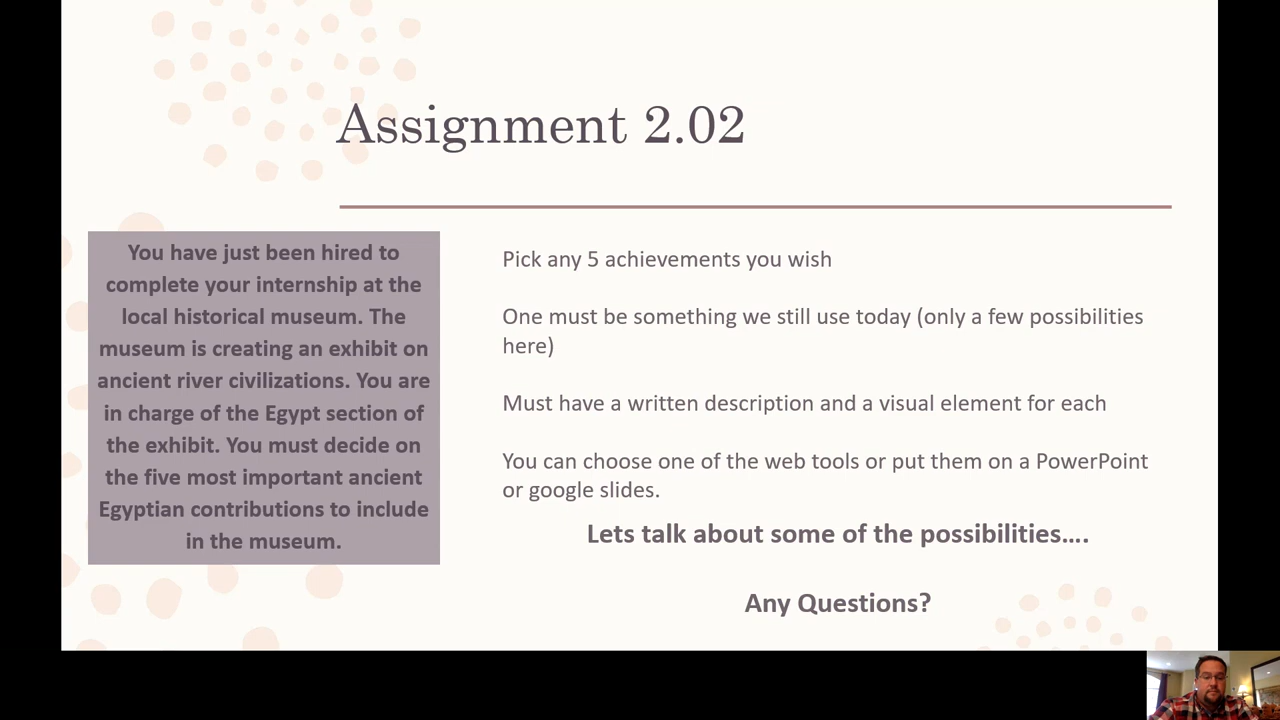 Assignment 2.02
You have just been hired to
complete your internship at the
local historical museum. The
museum is creating an exhibit on
ancient river civilizations. You are
in charge of the Egypt section of
the exhibit. You must decide on
the five most important ancient
Egyptian contributions to include
in the museum.
Pick any 5 achievements you wish
One must be something we still use today (only a few possibilities
here)
Must have a written description and a visual element for each
You can choose one of the web tools or put them on a PowerPoint
or google slides.
Lets talk about some of the possibilities….
Any Questions?